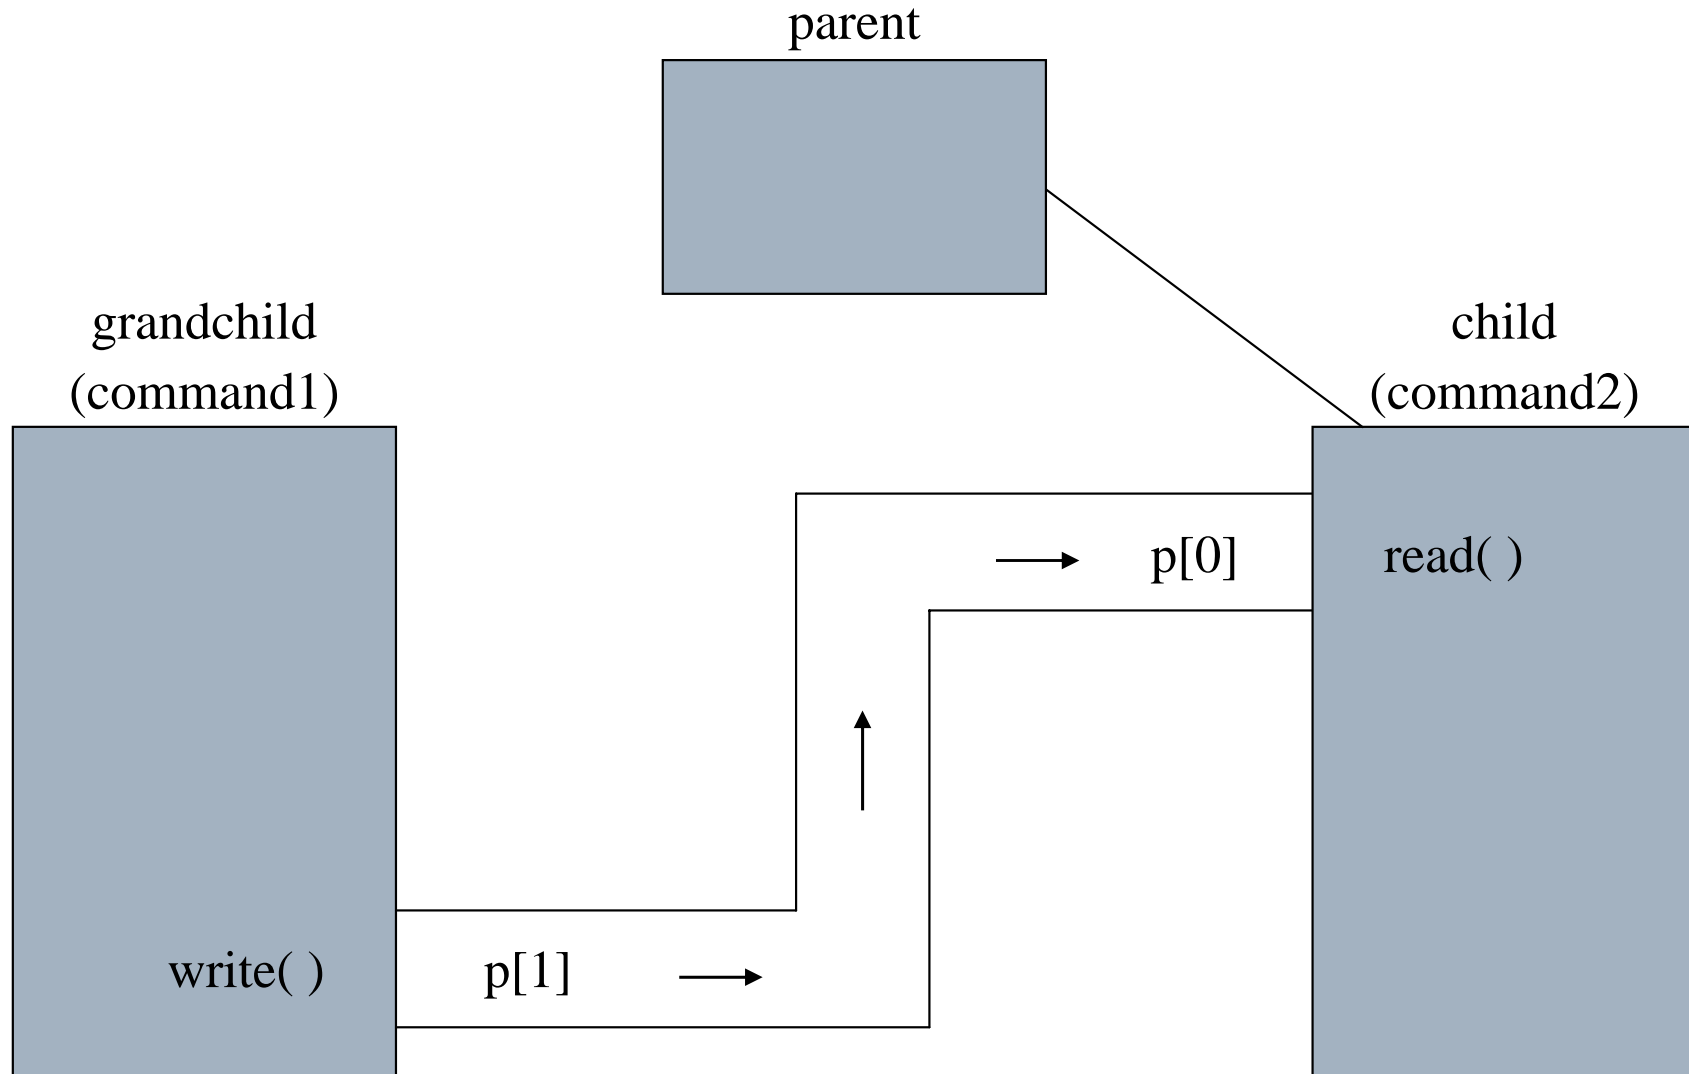 parent
grandchild
(command1)
child
(command2)
p[0]
read( )
write( )
p[1]